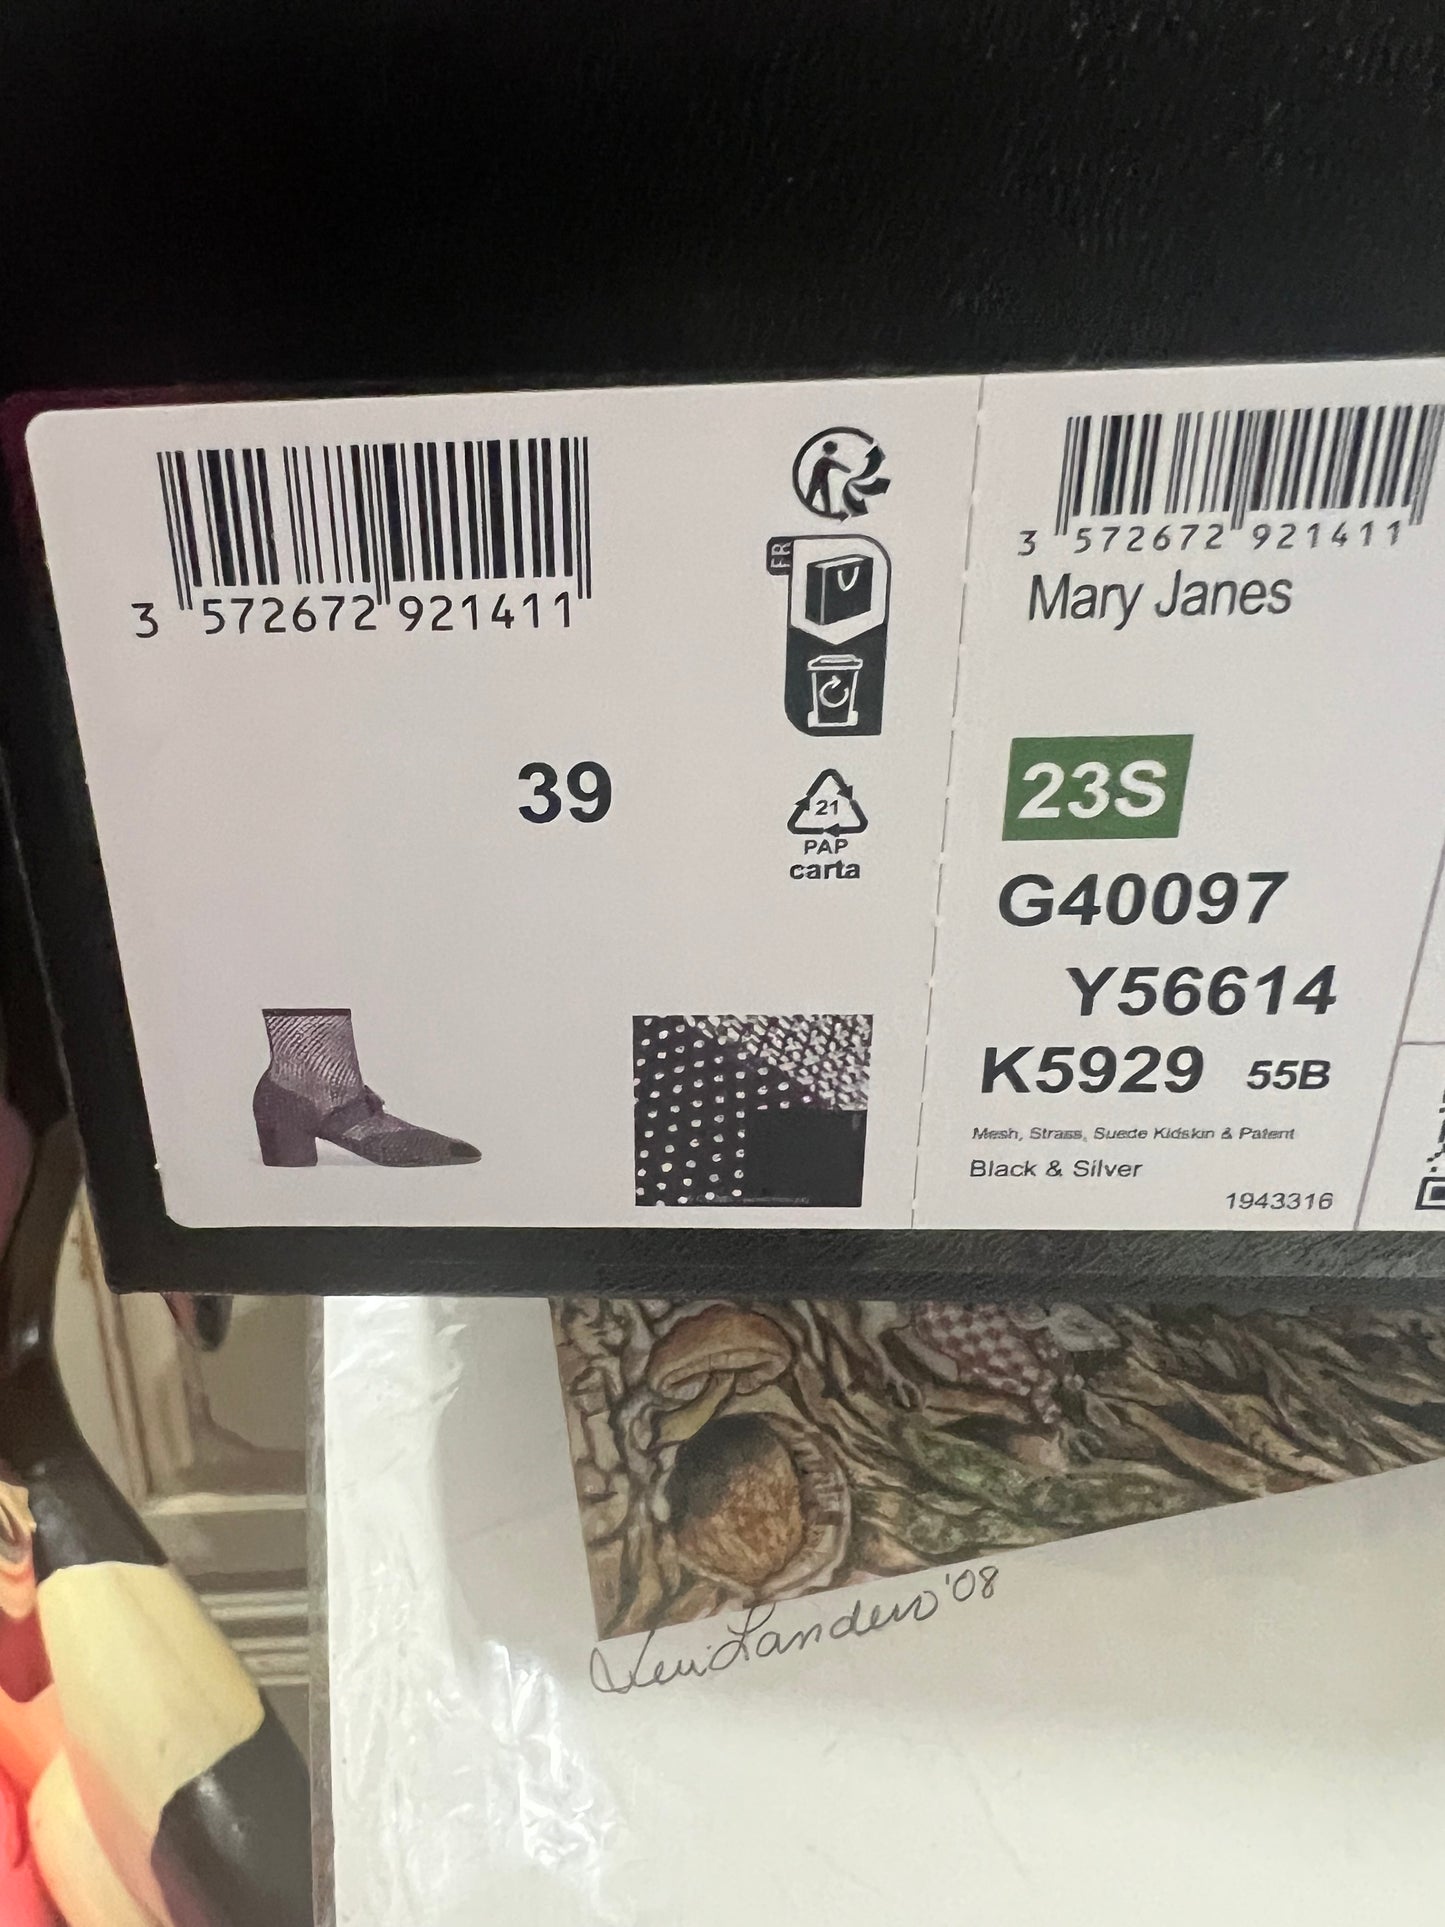 3 572672 921411
FR
39
21
PAP
carta
3 572672 921411
Mary Janes
23S
G40097
Y56614
K5929 55B
Mesh, Strass, Suede Kidskin & Patent
Black & Silver
1943316
Landero '08